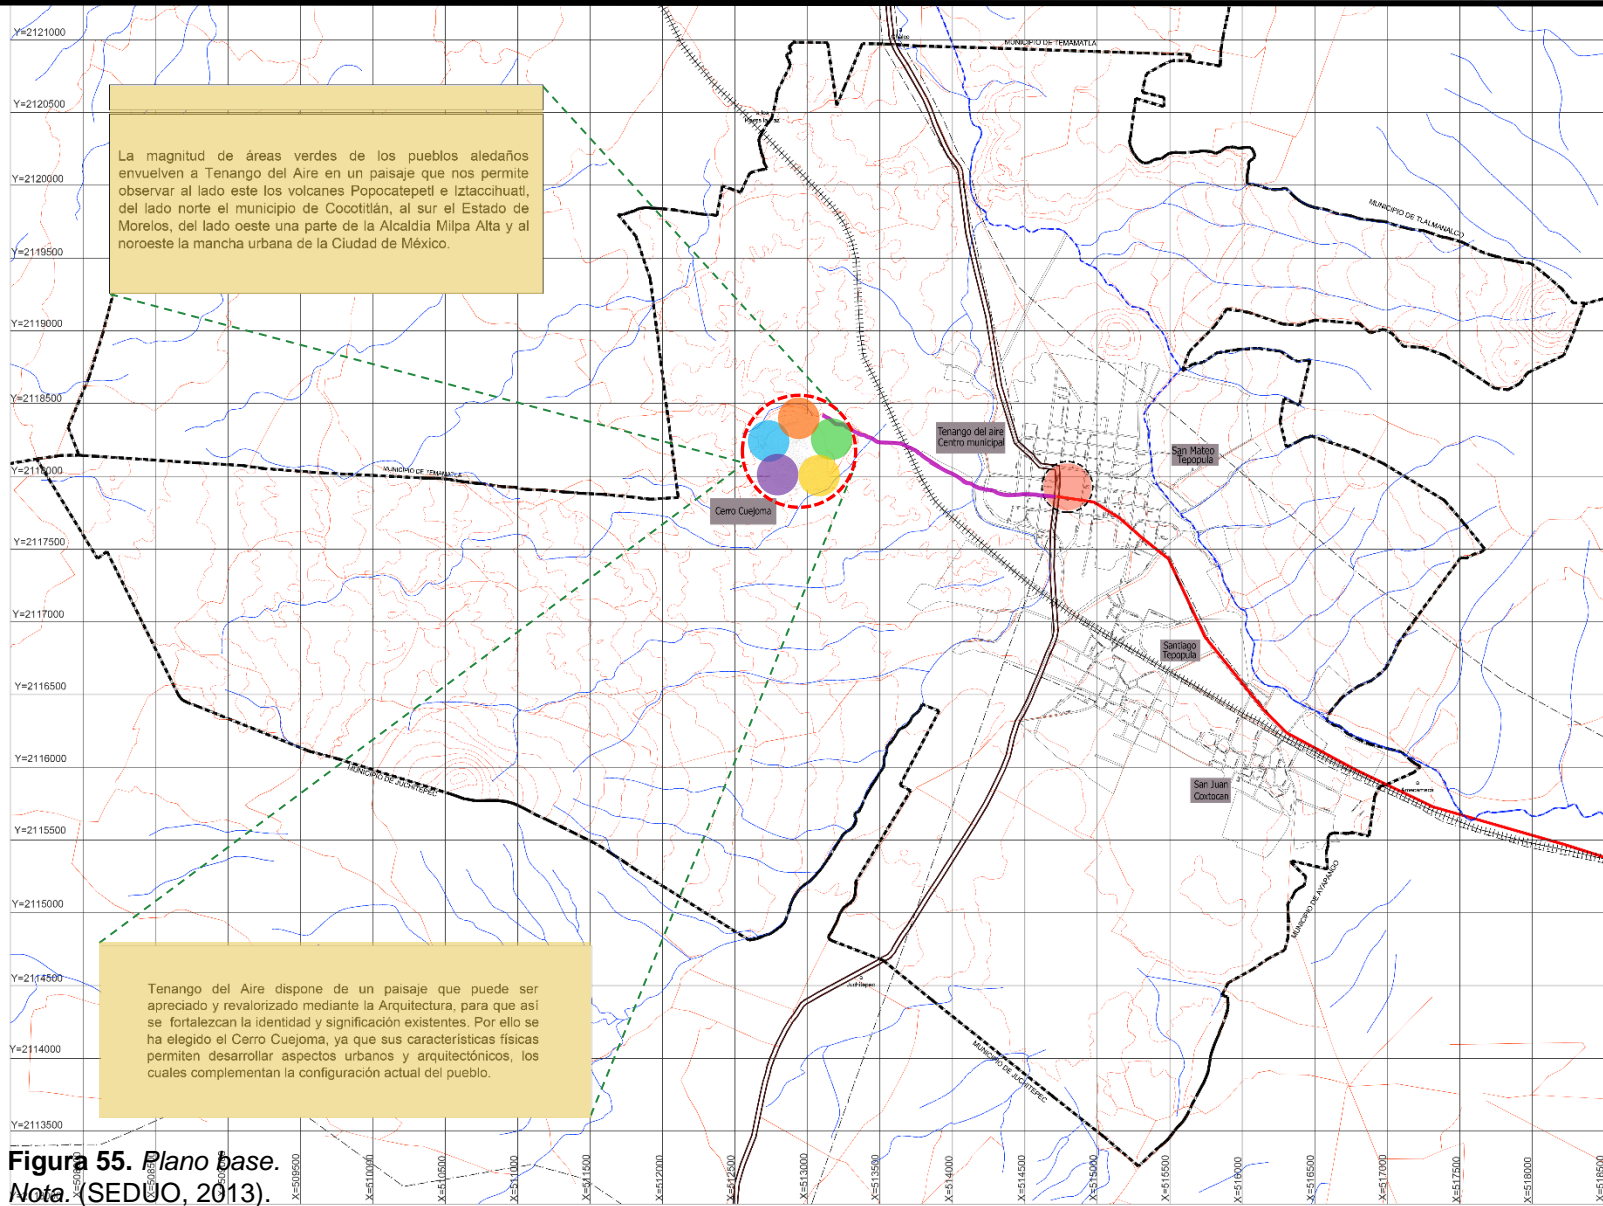 Y=2121000
MUNICIPIO DE TEMAMATLA
Y=2120500
La magnitud de áreas verdes de los pueblos aledaños
envuelven a Tenango del Aire en un paisaje que nos permite
observar al lado este los volcanes Popocatepetl e Iztaccihuatl,
del lado norte el municipio de Cocotitlán, al sur el Estado de
Morelos, del lado oeste una parte de la Alcaldía Milpa Alta y al
noroeste la mancha urbana de la Ciudad de México.
Y=2120000
MUNICIPIO DE TLALMANALCO
Y=2119500
Y=2119000
Y=2118500
Tenango del aire
Centro municipal
San Mateo
Tepopula
Y=2118000
MUNICIPIO DE TEMAMATLA
Cerro Cuejoma
Y=2117500
Y=2117000
Santiago
Tepopula
Y=2116500
Y=2116000
MUNICIPIO DE JUCHITEPEC
San Juan
Coxtocan
Amecameca
Y=2115500
MUNICIPIO DE AYAPANGO
Y=2115000
Y=2114500
Juchitepec
Tenango del Aire dispone de un paisaje que puede ser
apreciado y revalorizado mediante la Arquitectura, para que así
se fortalezcan la identidad y significación existentes. Por ello se
ha elegido el Cerro Cuejoma, ya que sus características físicas
permiten desarrollar aspectos urbanos y arquitectónicos, los
cuales complementan la configuración actual del pueblo.
Y=2114000
MUNICIPIO DE JUCHITEPEC
Y=2113500
Figura 55. Plano base.
Nota. (SEDUO, 2013).
X=509500
X=510000
X=510500
X=511000
X=511500
X=512000
X=512500
X=513000
X=513500
X=514000
X=514500
X=515000
X=515500
X=516000
X=516500
X=517000
X=517500
X=518000
X=518500